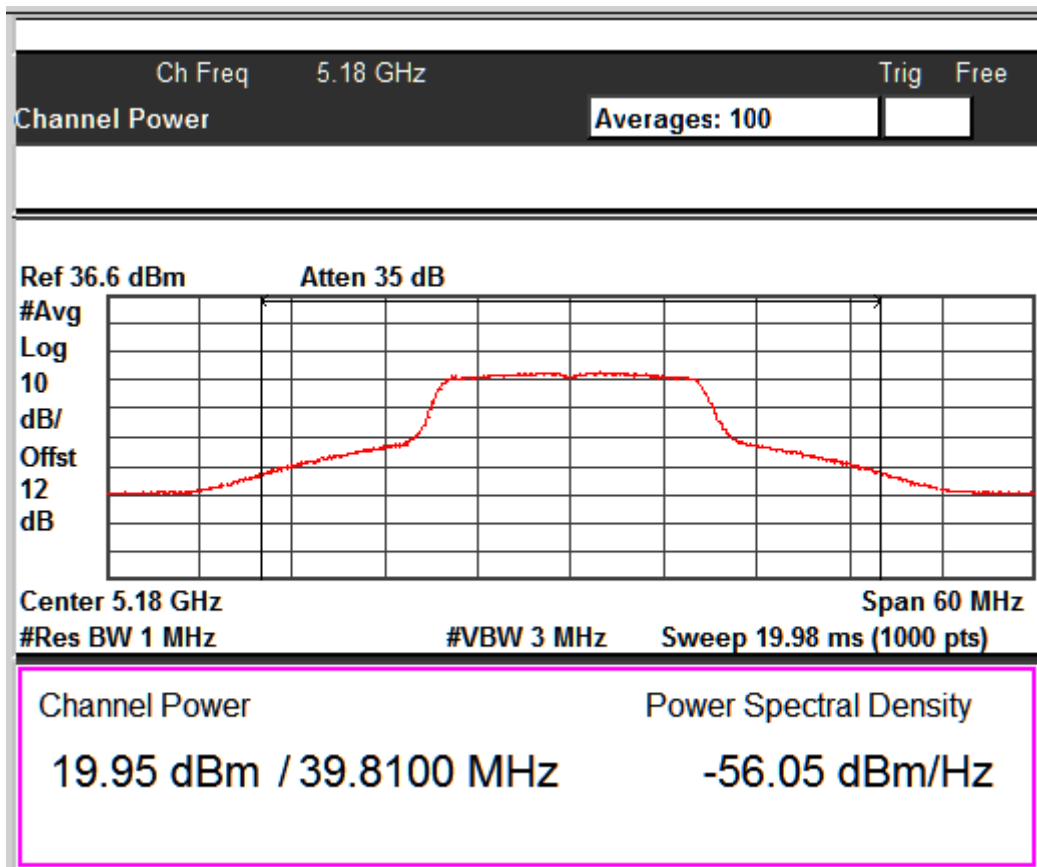 Ch Freq 5.18 GHz Trig Free
Channel Power Averages: 100
Ref 36.6 dBm Atten 35 dB
#Avg
Log
10
dB/
Offst
12
dB
Center 5.18 GHz Span 60 MHz
#Res BW 1 MHz #VBW 3 MHz Sweep 19.98 ms (1000 pts)
Channel Power Power Spectral Density
19.95 dBm / 39.8100 MHz -56.05 dBm/Hz